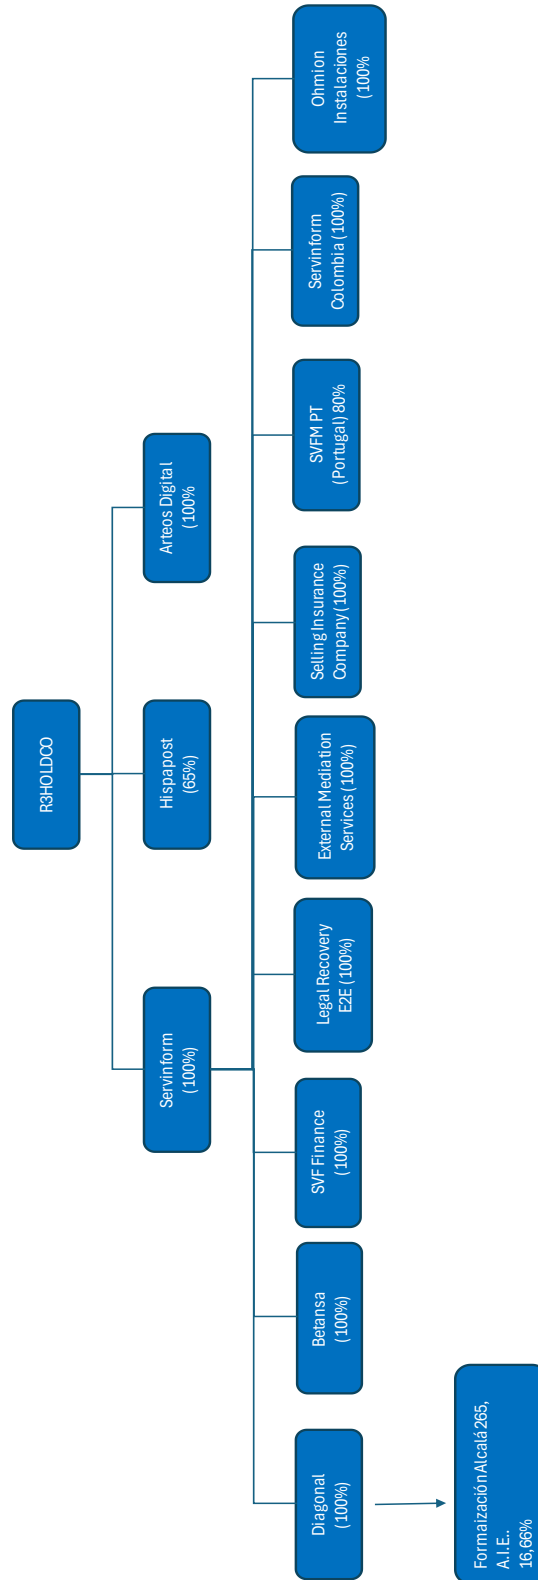 R3HOLDCO
Servinform
(100%)
Hispapost
(65%)
Arteos Digital
(100%
Diagonal
(100%)
Betansa
(100%)
SVF Finance
(100%)
Legal Recovery
E2E (100%)
External Mediation
Services (100%)
Selling Insurance
Company (100%)
SVFM PT
(Portugal) 80%
Servinform
Colombia (100%)
Ohmion
Instalaciones
(100%
Formaización Alcalá 265,
A.I.E..
16,66%